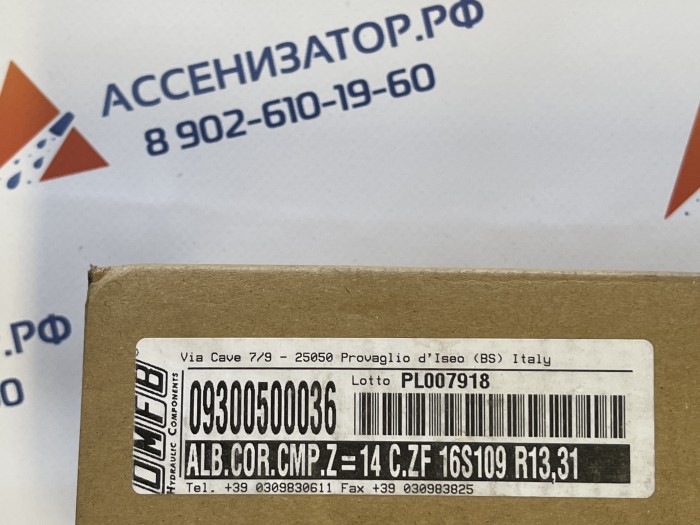 АССЕНИЗАТОР.РФ
8 902-610-19-60
.РФ
0
Via Cave 7/9 - 25050 Provaglio d'Iseo (BS) Italy
OMFB
HYDRAULIC COMPONENTS
09300500036
Lotto PL007918
ALB.COR.CMP.Z=14 C.ZF 16S109 R13,31
Tel. +39 0309830611 Fax +39 030983825